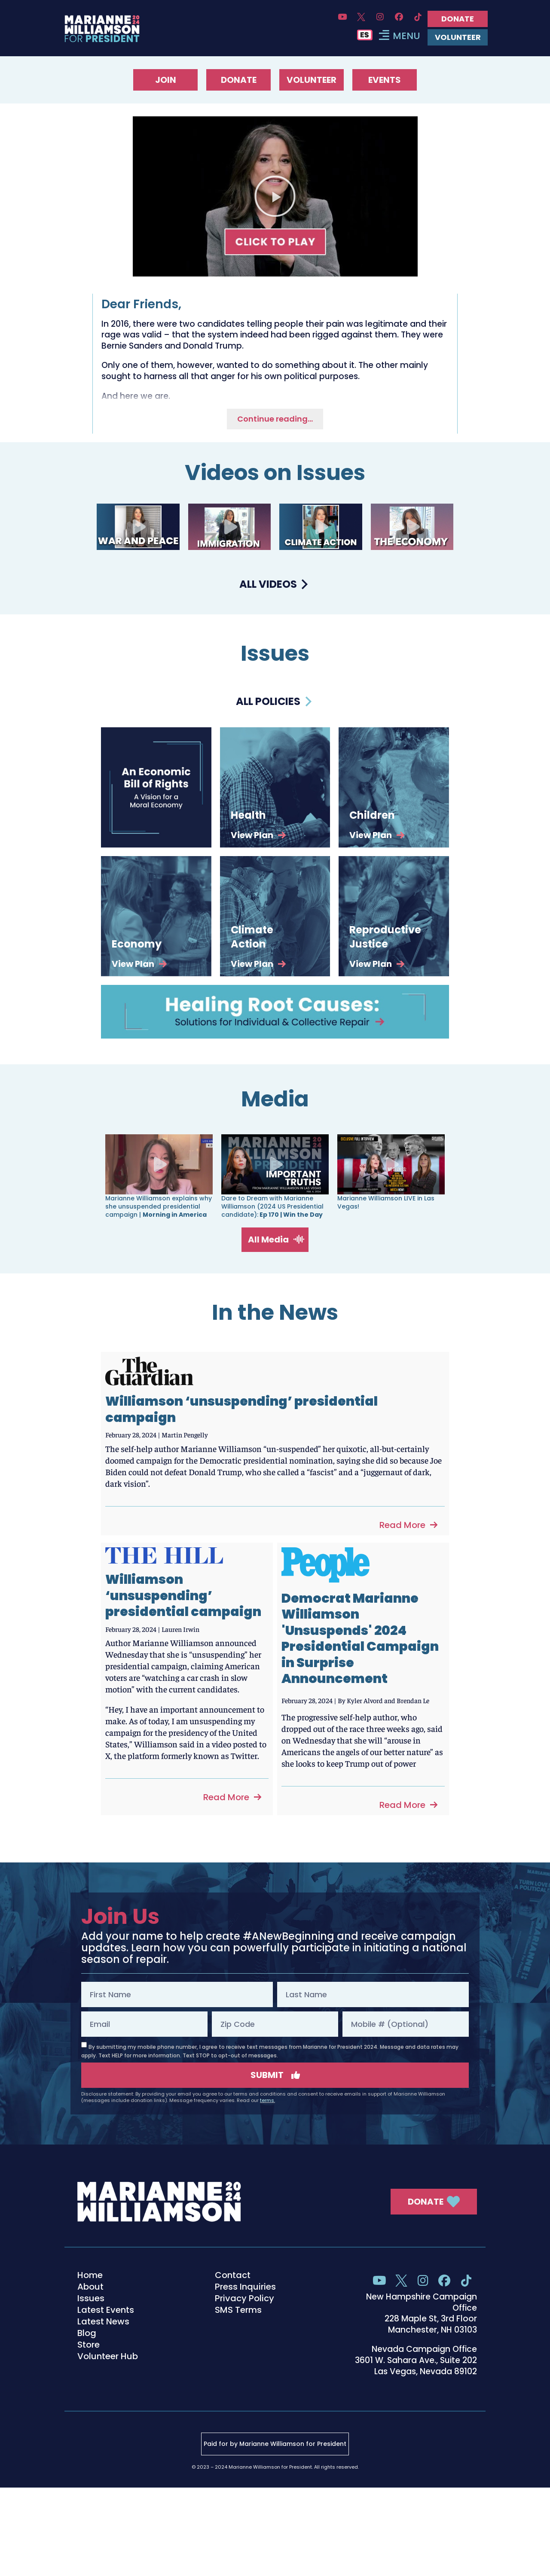 MARIANNE 2024
WILLIAMSON
FOR PRESIDENT
DONATE
ES
MENU
VOLUNTEER
JOIN
DONATE
VOLUNTEER
EVENTS
CLICK TO PLAY
Dear Friends,
In 2016, there were two candidates telling people their pain was legitimate and their
rage was valid – that the system indeed had been rigged against them. They were
Bernie Sanders and Donald Trump.
Only one of them, however, wanted to do something about it. The other mainly
sought to harness all that anger for his own political purposes.
And here we are.
Continue reading...
Videos on Issues
WAR AND PEACE
IMMIGRATION
CLIMATE ACTION
THE ECONOMY
ALL VIDEOS
Issues
ALL POLICIES
An Economic
Bill of Rights
A Vision for a
Moral Economy
Health
View Plan
Children
View Plan
Economy
View Plan
Climate
Action
View Plan
Reproductive
Justice
View Plan
Healing Root Causes:
Solutions for Individual & Collective Repair
Media
MARIANNE 2024
WILLIAMSON
PRESIDENT
IMPORTANT
TRUTHS
Marianne Williamson explains why
she unsuspended presidential
campaign | Morning in America
Dare to Dream with Marianne
Williamson (2024 US Presidential
candidate): Ep 170 | Win the Day
Marianne Williamson LIVE in Las
Vegas!
All Media
In the News
The
Guardian
Williamson ‘unsuspending’ presidential
campaign
February 28, 2024 | Martin Pengelly
The self-help author Marianne Williamson “un-suspended” her quixotic, all-but-certainly
doomed campaign for the Democratic presidential nomination, saying she did so because Joe
Biden could not defeat Donald Trump, who she called a “fascist” and a “juggernaut of dark,
dark vision”.
Read More
THE HILL
Williamson
‘unsuspending’
presidential campaign
February 28, 2024 | Lauren Irwin
Author Marianne Williamson announced
Wednesday that she is “unsuspending” her
presidential campaign, claiming American
voters are “watching a car crash in slow
motion” with the current candidates.
“Hey, I have an important announcement to
make. As of today, I am unsuspending my
campaign for the presidency of the United
States,” Williamson said in a video posted to
X, the platform formerly known as Twitter.
Read More
People
Democrat Marianne
Williamson
'Unsuspends' 2024
Presidential Campaign
in Surprise
Announcement
February 28, 2024 | By Kyler Alvord and Brendan Le
The progressive self-help author, who
dropped out of the race three weeks ago, said
on Wednesday that she will “arouse in
Americans the angels of our better nature” as
she looks to keep Trump out of power
Read More
Join Us
Add your name to help create #ANewBeginning and receive campaign
updates. Learn how you can powerfully participate in initiating a national
season of repair.
First Name
Last Name
Email
Zip Code
Mobile # (Optional)
By submitting my mobile phone number, I agree to receive text messages from Marianne for President 2024. Message and data rates may
apply. Text HELP for more information. Text STOP to opt-out of messages.
SUBMIT
Disclosure statement: By providing your email you agree to our terms and conditions and consent to receive emails in support of Marianne Williamson
(messages include donation links). Message frequency varies. Read our terms.
MARIANNE 2024
WILLIAMSON
DONATE
Home
About
Issues
Latest Events
Latest News
Blog
Store
Volunteer Hub
Contact
Press Inquiries
Privacy Policy
SMS Terms
New Hampshire Campaign
Office
228 Maple St, 3rd Floor
Manchester, NH 03103
Nevada Campaign Office
3601 W. Sahara Ave., Suite 202
Las Vegas, Nevada 89102
Paid for by Marianne Williamson for President
© 2023 – 2024 Marianne Williamson for President. All rights reserved.